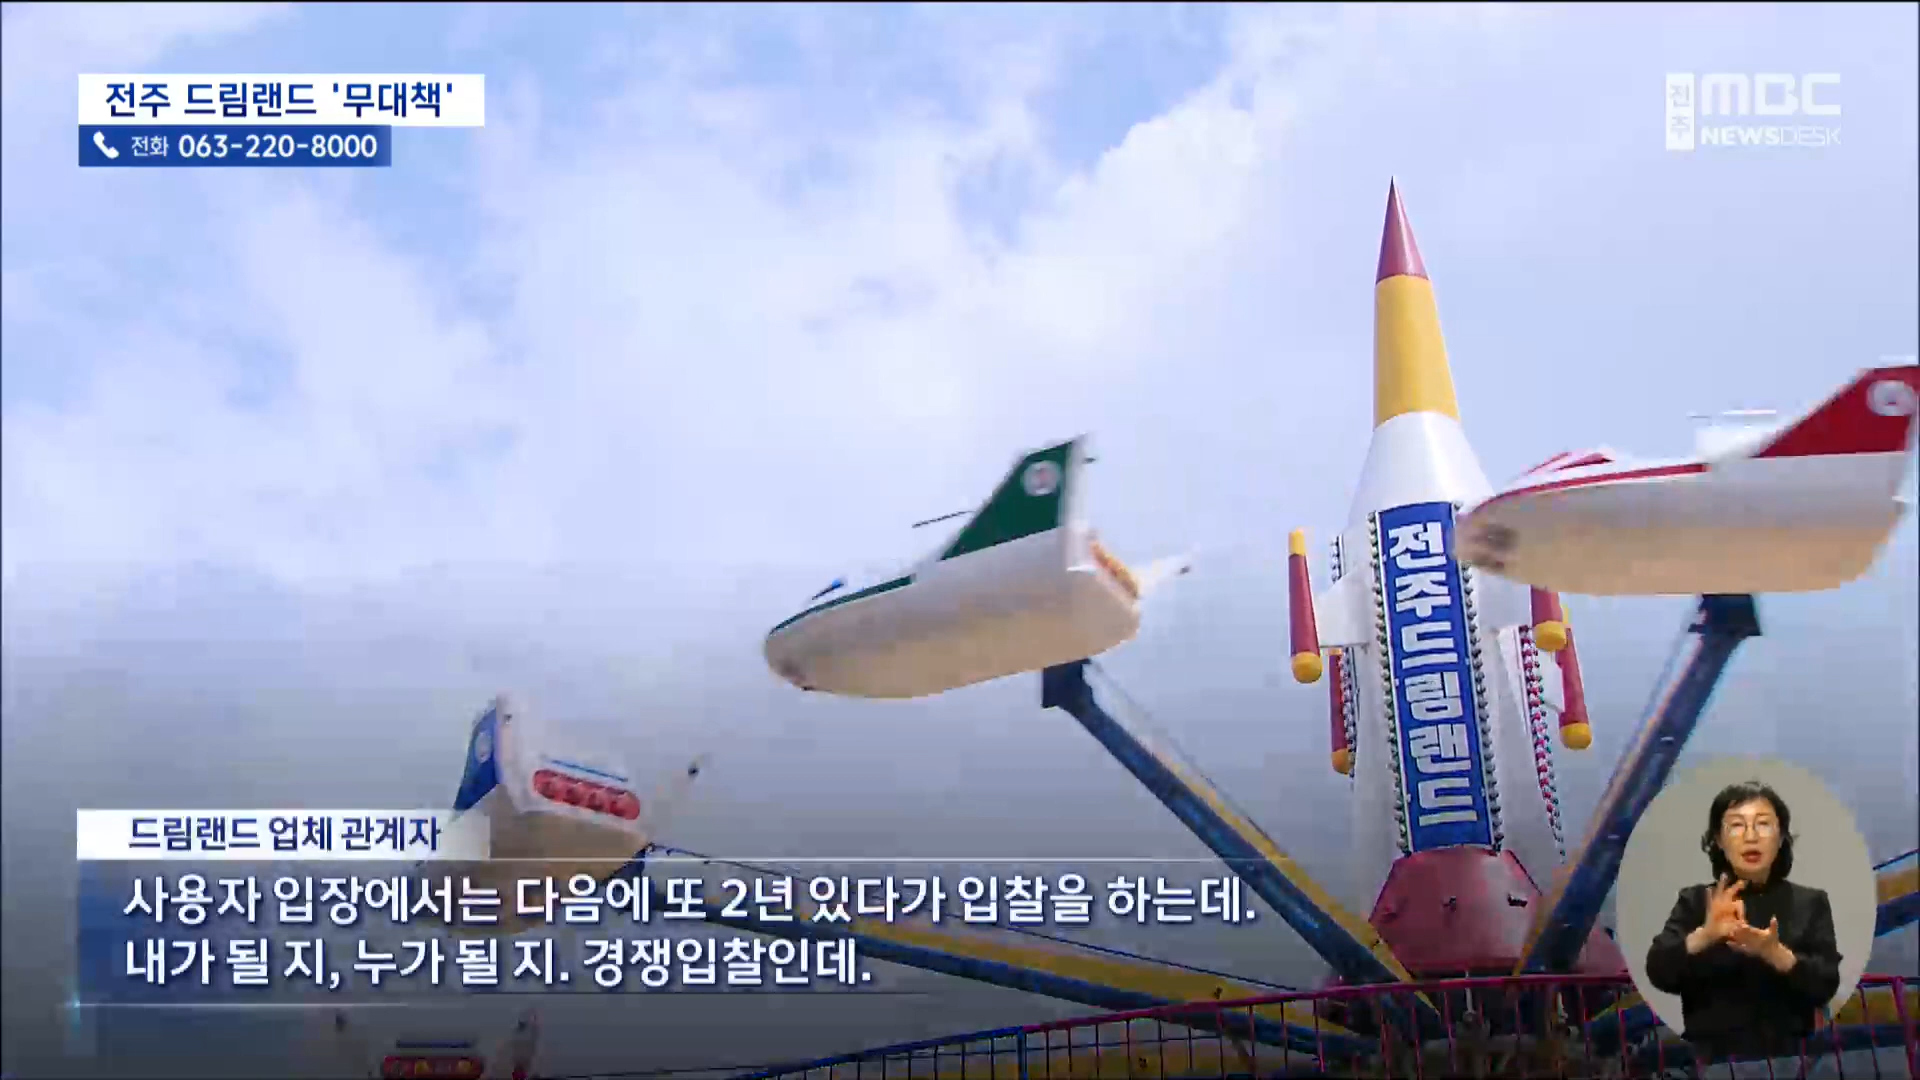 전주 드림랜드 '무대책'
전화 063-220-8000
전주 MBC
NEWSDESK
전주드림랜드
드림랜드 업체 관계자
사용자 입장에서는 다음에 또 2년 있다가 입찰을 하는데.
내가 될 지, 누가 될 지. 경쟁입찰인데.